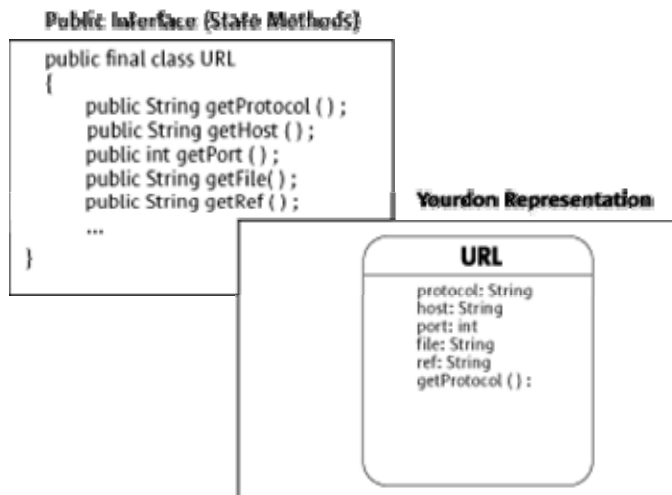 Public Interface (State Methods)
public final class URL
{
public String getProtocol ( ) ;
public String getHost ( ) ;
public int getPort ( ) ;
public String getFile( ) ;
public String getRef ( ) ;
...
}
Yourdon Representation
URL
protocol: String
host: String
port: int
file: String
ref: String
getProtocol ( ) :